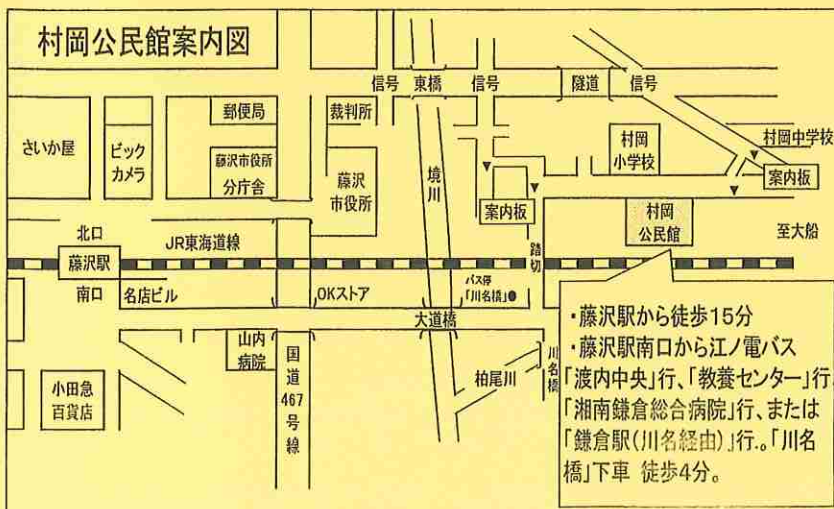 村岡公民館案内図
信号
東橋
信号
隧道
信号
さいか屋
ビック
カメラ
郵便局
藤沢市役所
分庁舎
裁判所
藤沢
市役所
境川
村岡
小学校
村岡中学校
案内板
案内板
村岡
公民館
至大船
北口
JR東海道線
藤沢駅
踏切
南口
名店ビル
OKストア
バス停
「川名橋」●
大道橋
山内
病院
国道467号線
柏尾川
川名橋
小田急
百貨店
・藤沢駅から徒歩15分
・藤沢駅南口から江ノ電バス
「渡内中央」行、「教養センター」行、
「湘南鎌倉総合病院」行、または
「鎌倉駅(川名経由)」行.。「川名
橋」下車 徒歩4分。